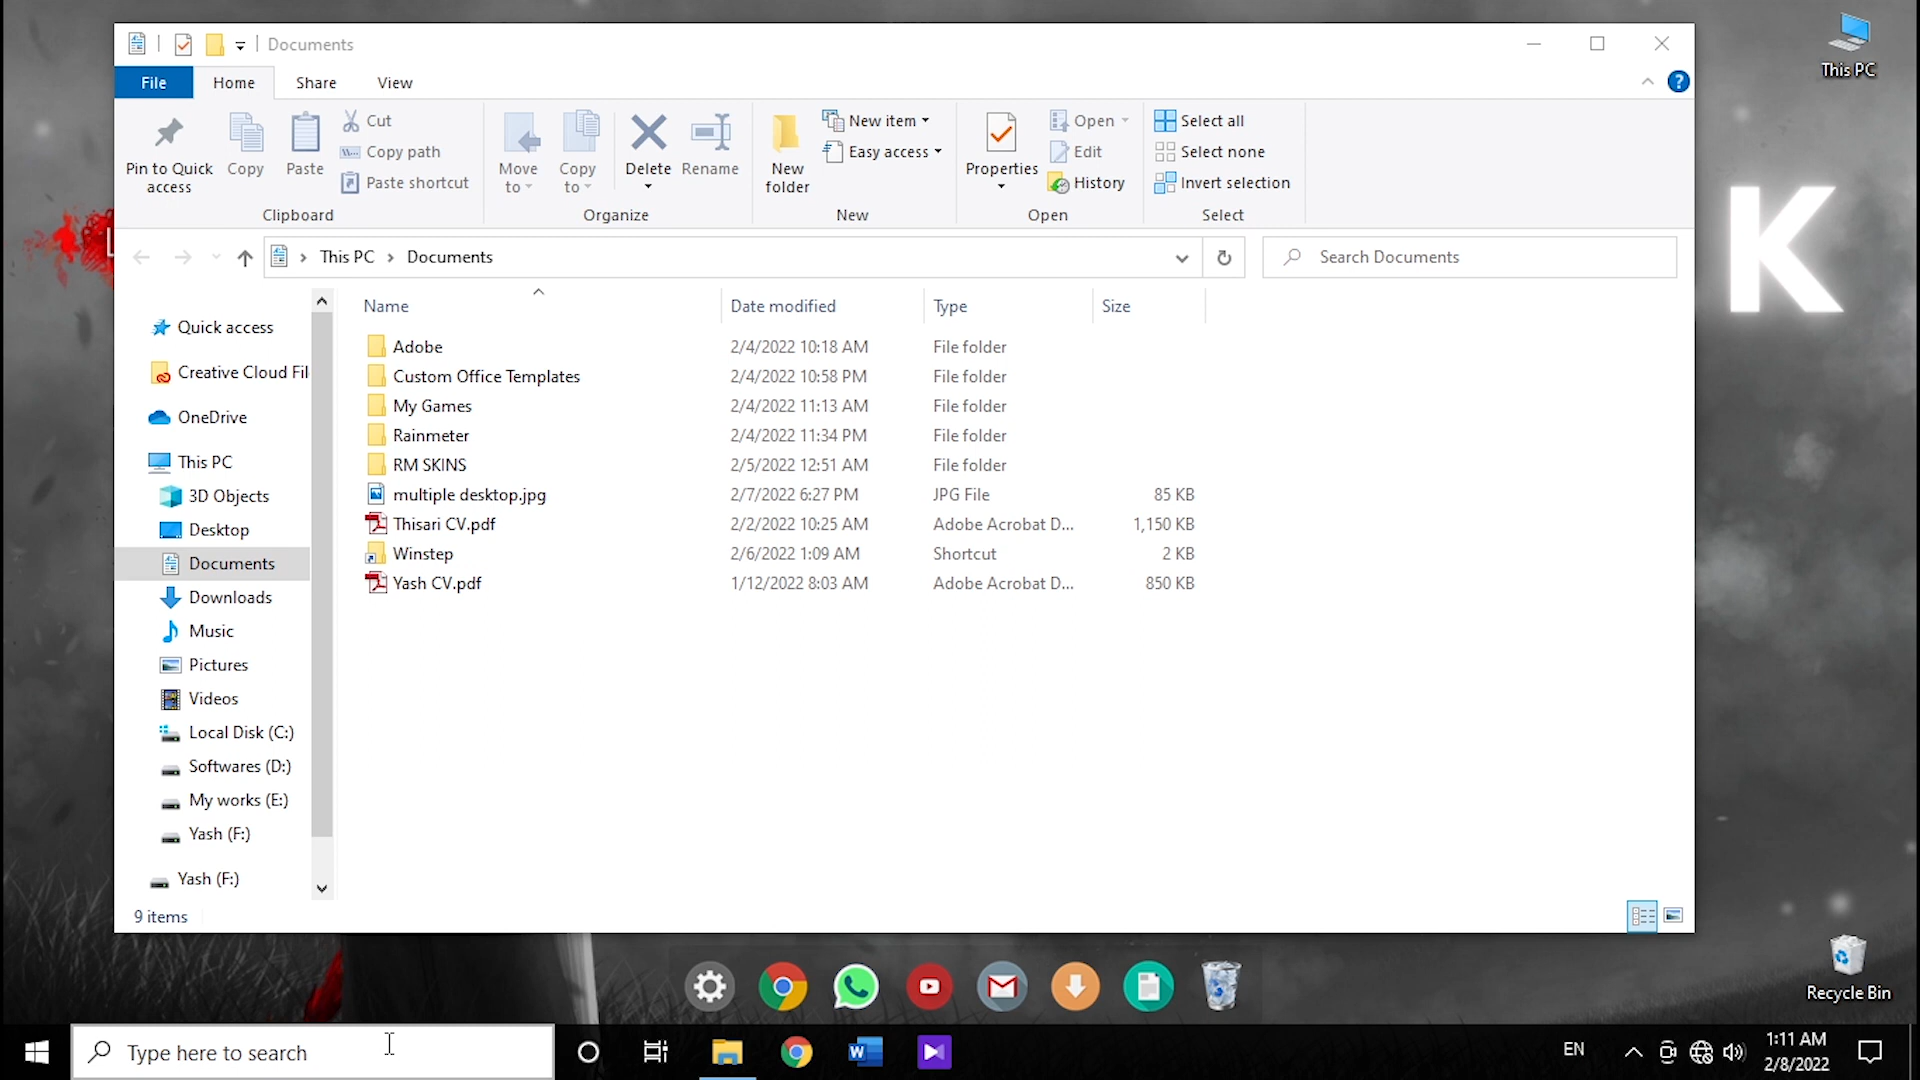 Documents
File Home Share View
Pin to Quick access
Copy
Paste
Cut
Copy path
Paste shortcut
Clipboard
Move to
Copy to
Delete
Rename
Organize
New folder
New item
Easy access
New
Properties
Open
Edit
History
Open
Select all
Select none
Invert selection
Select
This PC > Documents
Search Documents
Name Date modified Type Size
Adobe 2/4/2022 10:18 AM File folder
Custom Office Templates 2/4/2022 10:58 PM File folder
My Games 2/4/2022 11:13 AM File folder
Rainmeter 2/4/2022 11:34 PM File folder
RM SKINS 2/5/2022 12:51 AM File folder
multiple desktop.jpg 2/7/2022 6:27 PM JPG File 85 KB
Thisari CV.pdf 2/2/2022 10:25 AM Adobe Acrobat D... 1,150 KB
Winstep 2/6/2022 1:09 AM Shortcut 2 KB
Yash CV.pdf 1/12/2022 8:03 AM Adobe Acrobat D... 850 KB
Quick access
Creative Cloud Fil
OneDrive
This PC
3D Objects
Desktop
Documents
Downloads
Music
Pictures
Videos
Local Disk (C:)
Softwares (D:)
My works (E:)
Yash (F:)
Yash (F:)
9 items
This PC
K
Recycle Bin
Type here to search
EN
1:11 AM
2/8/2022